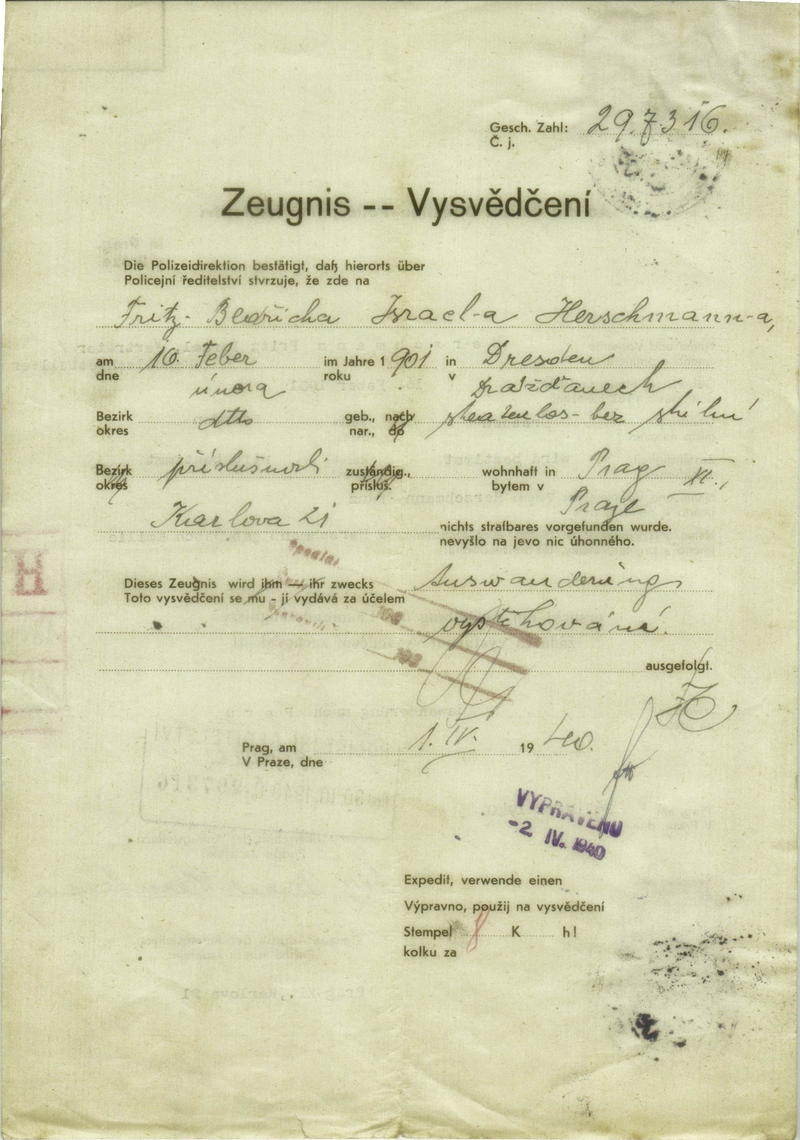 Gesch. Zahl: 297316.
Č. j.
Zeugnis -- Vysvědčení
Die Polizeidirektion bestätigt, daß hierorts über
Policejní ředitelství stvrzuje, že zde na
Fritz- Israel-a Herschmann-a,
am 10. Feber im Jahre 1901 in Dresden
dne února roku v Drážďanech
Bezirk dtto geb., nach staatenlos- bez státní
okres nar., do
Bezirk příslušnosti zuständig., wohnhaft in Prag XII.,
okres přísluš. bytem v Praze
Karlova 21 nichts strafbares vorgefunden wurde.
nevyšlo na jevo nic úhonného.
Dieses Zeugnis wird ihm — ihr zwecks Auswanderung
Toto vysvědčení se mu - jí vydává za účelem
vystěhování.
ausgefolgt.
Prag, am 1. IV. 1940.
V Praze, dne
VYPRAVENO
-2. IV. 1940
Expedit, verwende einen
Výpravno, použij na vysvědčení
Stempel 8 K hl
kolku za